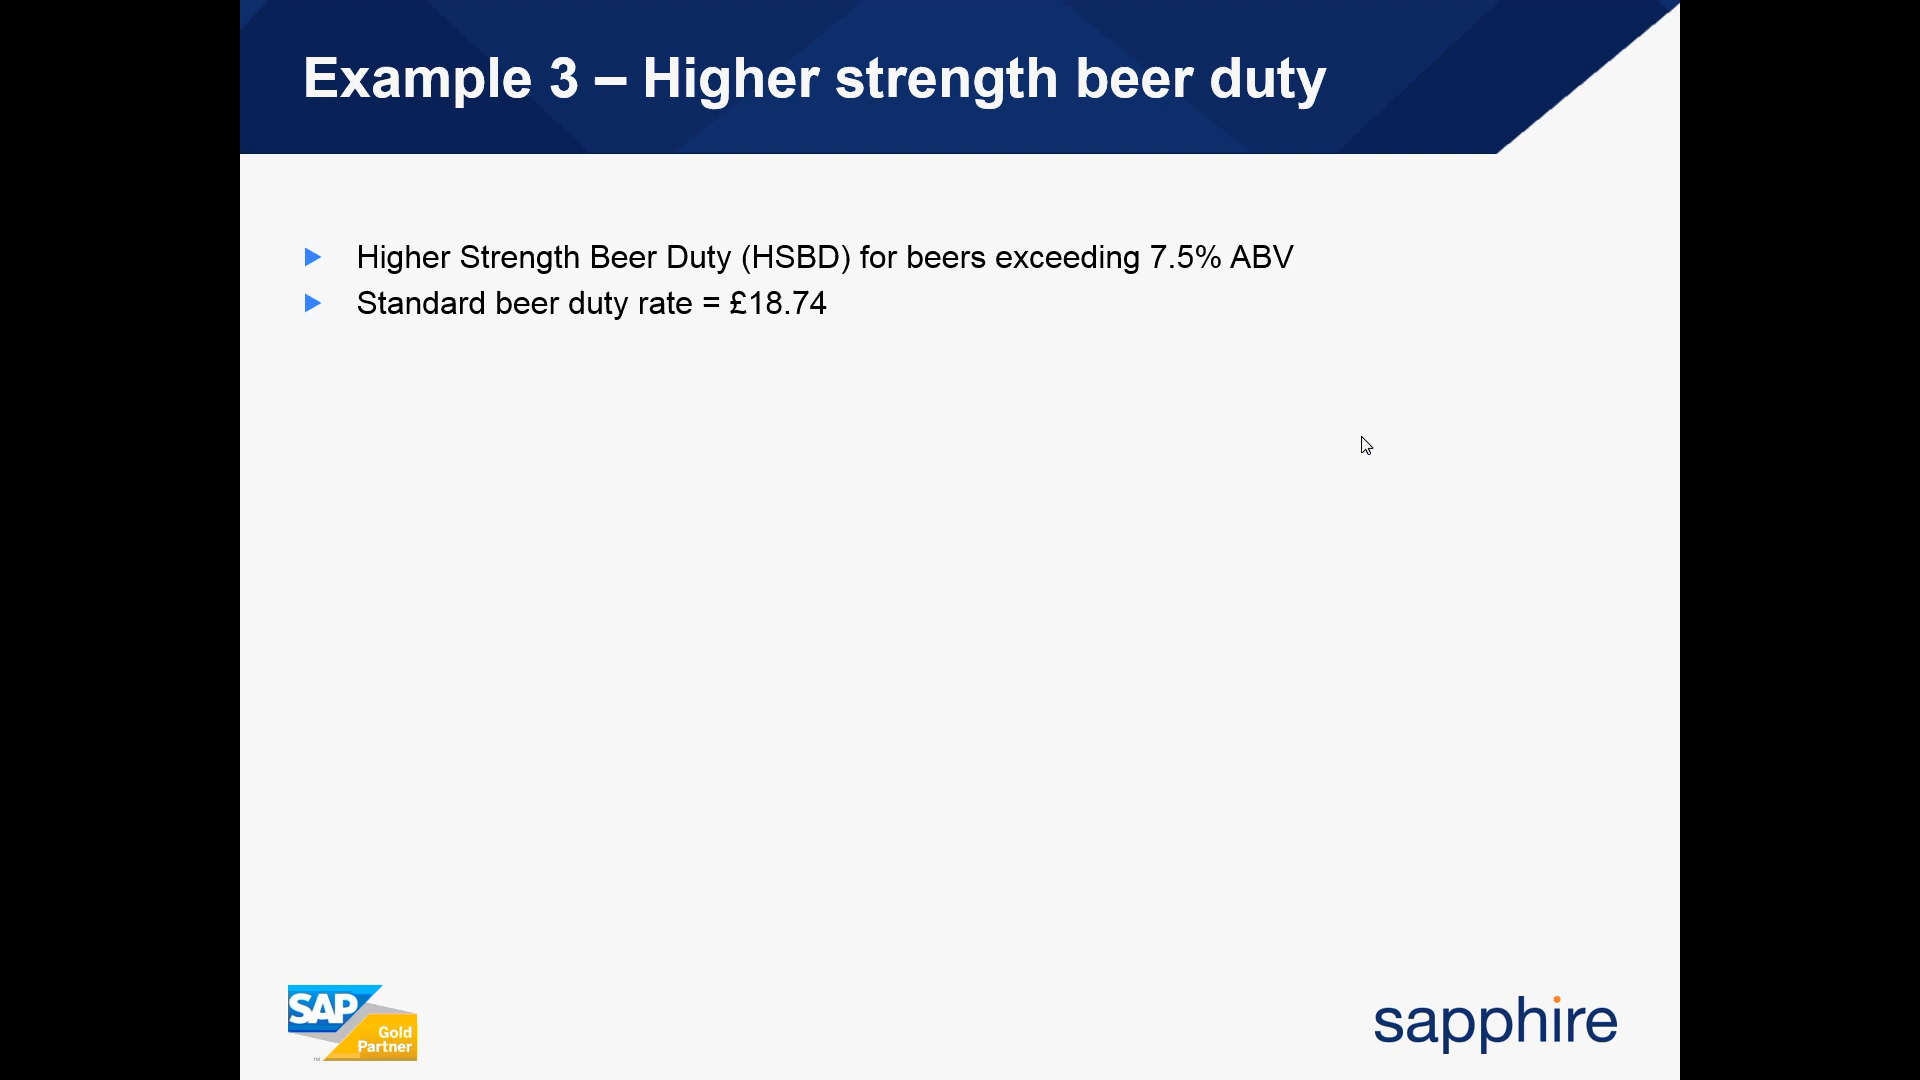 Example 3 – Higher strength beer duty
Higher Strength Beer Duty (HSBD) for beers exceeding 7.5% ABV
Standard beer duty rate = £18.74
SAP
Gold
Partner
™
sapphire